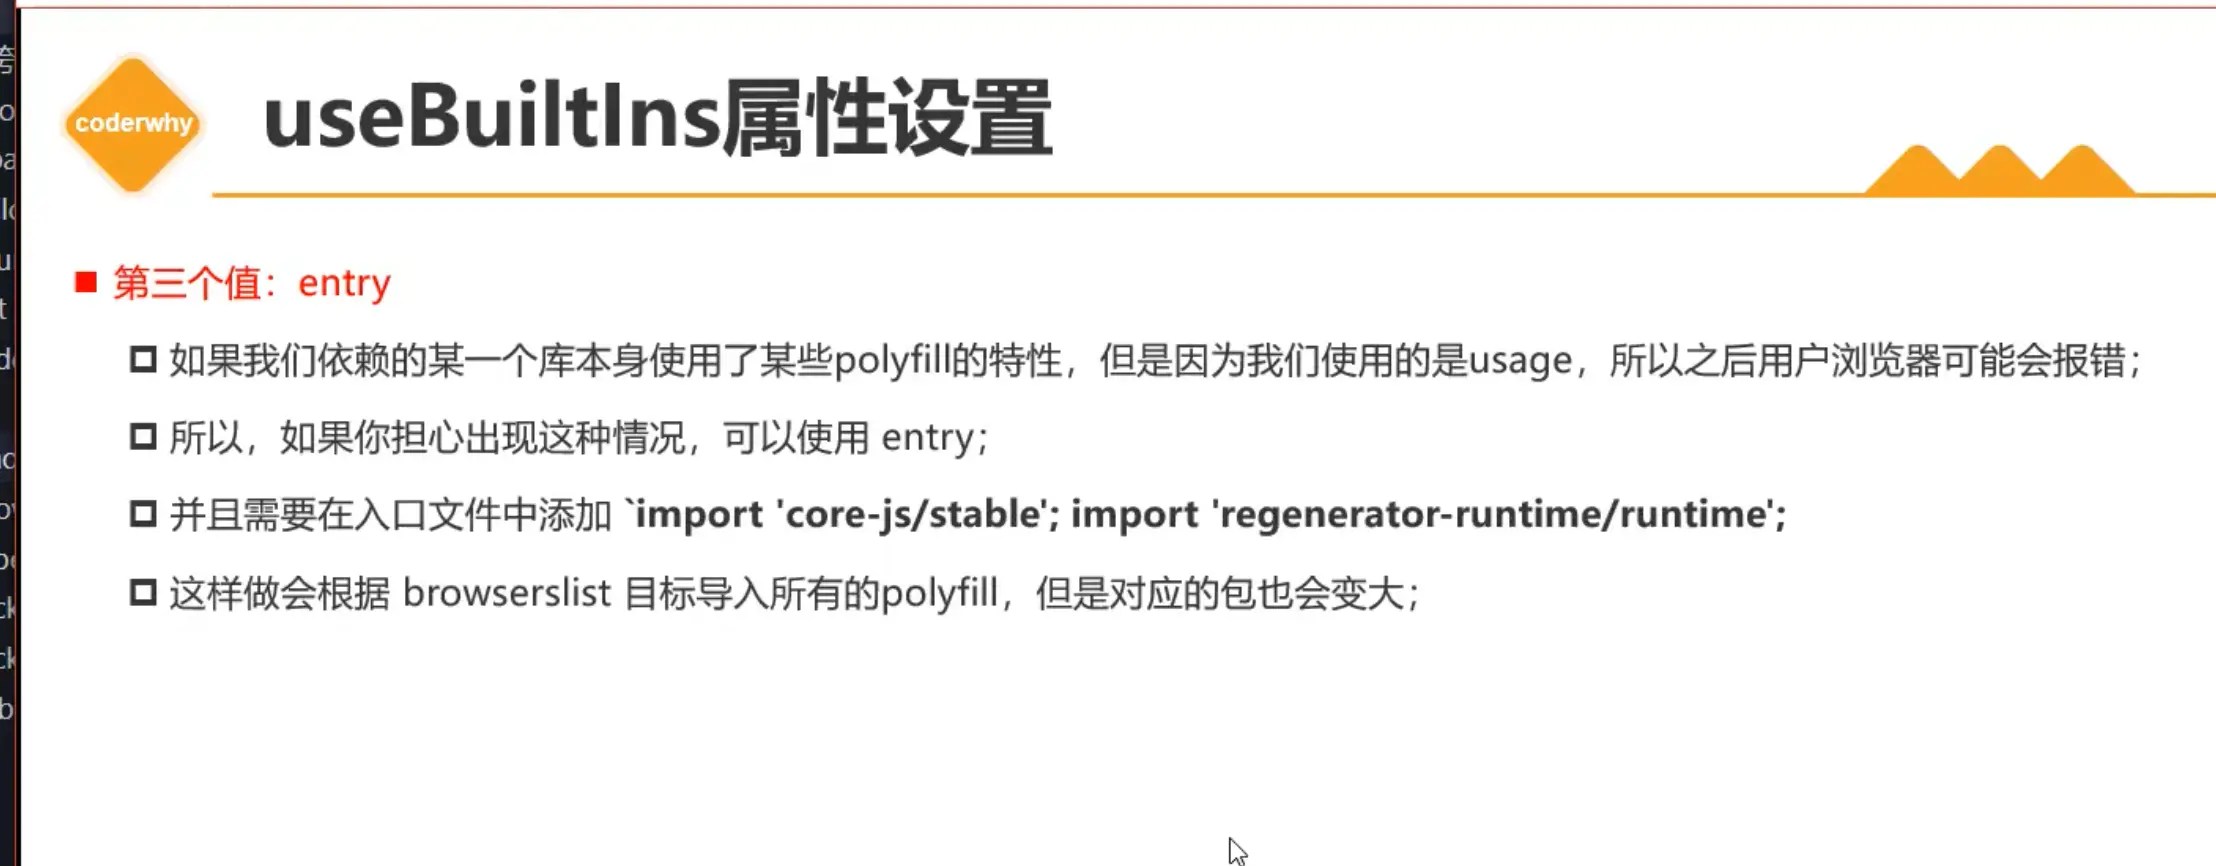 coderwhy
useBuiltIns属性设置
第三个值：entry
如果我们依赖的某一个库本身使用了某些polyfill的特性，但是因为我们使用的是usage，所以之后用户浏览器可能会报错；
所以，如果你担心出现这种情况，可以使用 entry；
并且需要在入口文件中添加 `import 'core-js/stable'; import 'regenerator-runtime/runtime';
这样做会根据 browserslist 目标导入所有的polyfill，但是对应的包也会变大；